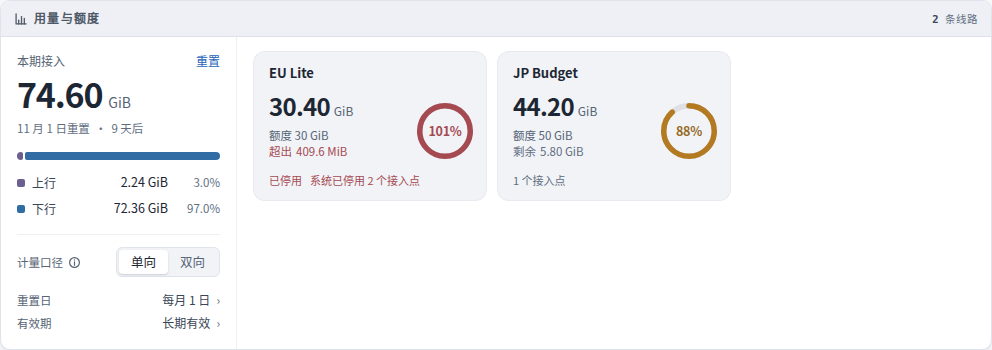 用量与额度
2 条线路
本期接入 重置
74.60 GiB
11 月 1 日重置 • 9 天后
上行 2.24 GiB 3.0%
下行 72.36 GiB 97.0%
计量口径 单向 双向
重置日 每月 1 日 ›
有效期 长期有效 ›
EU Lite
30.40 GiB
额度 30 GiB
超出 409.6 MiB
101%
已停用 系统已停用 2 个接入点
JP Budget
44.20 GiB
额度 50 GiB
剩余 5.80 GiB
88%
1 个接入点